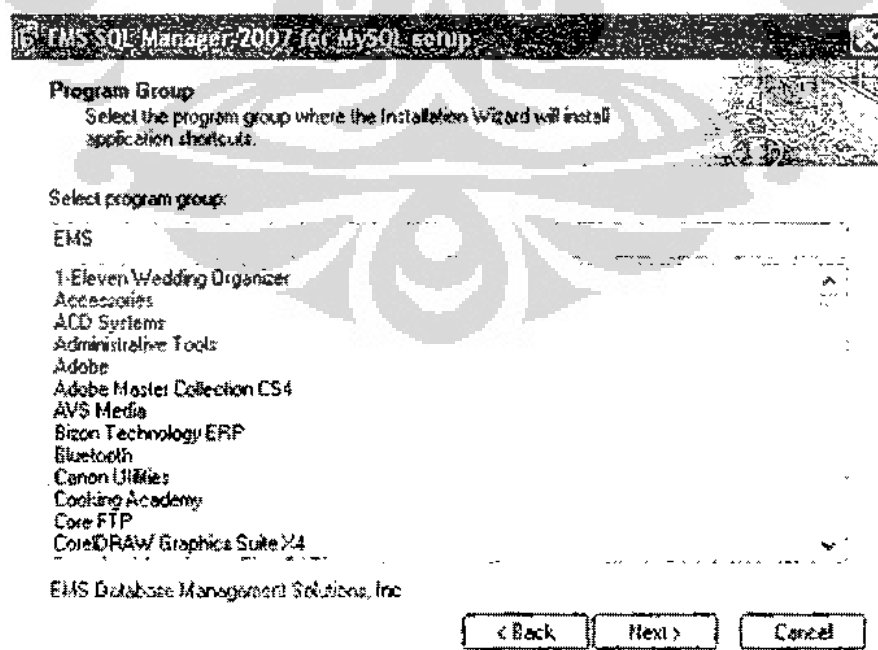 EMS SQL Manager 2007 for MySQL setup
Program Group
Select the program group where the Installation Wizard will install
application shortcuts.
Select program group:
EMS
1-Eleven Wedding Organizer
Accessories
ACD Systems
Administrative Tools
Adobe
Adobe Master Collection CS4
AVS Media
Bizon Technology ERP
Bluetooth
Canon Utilities
Cooking Academy
Core FTP
CorelDRAW Graphics Suite X4
EMS Database Management Solutions, Inc
< Back
Next >
Cancel